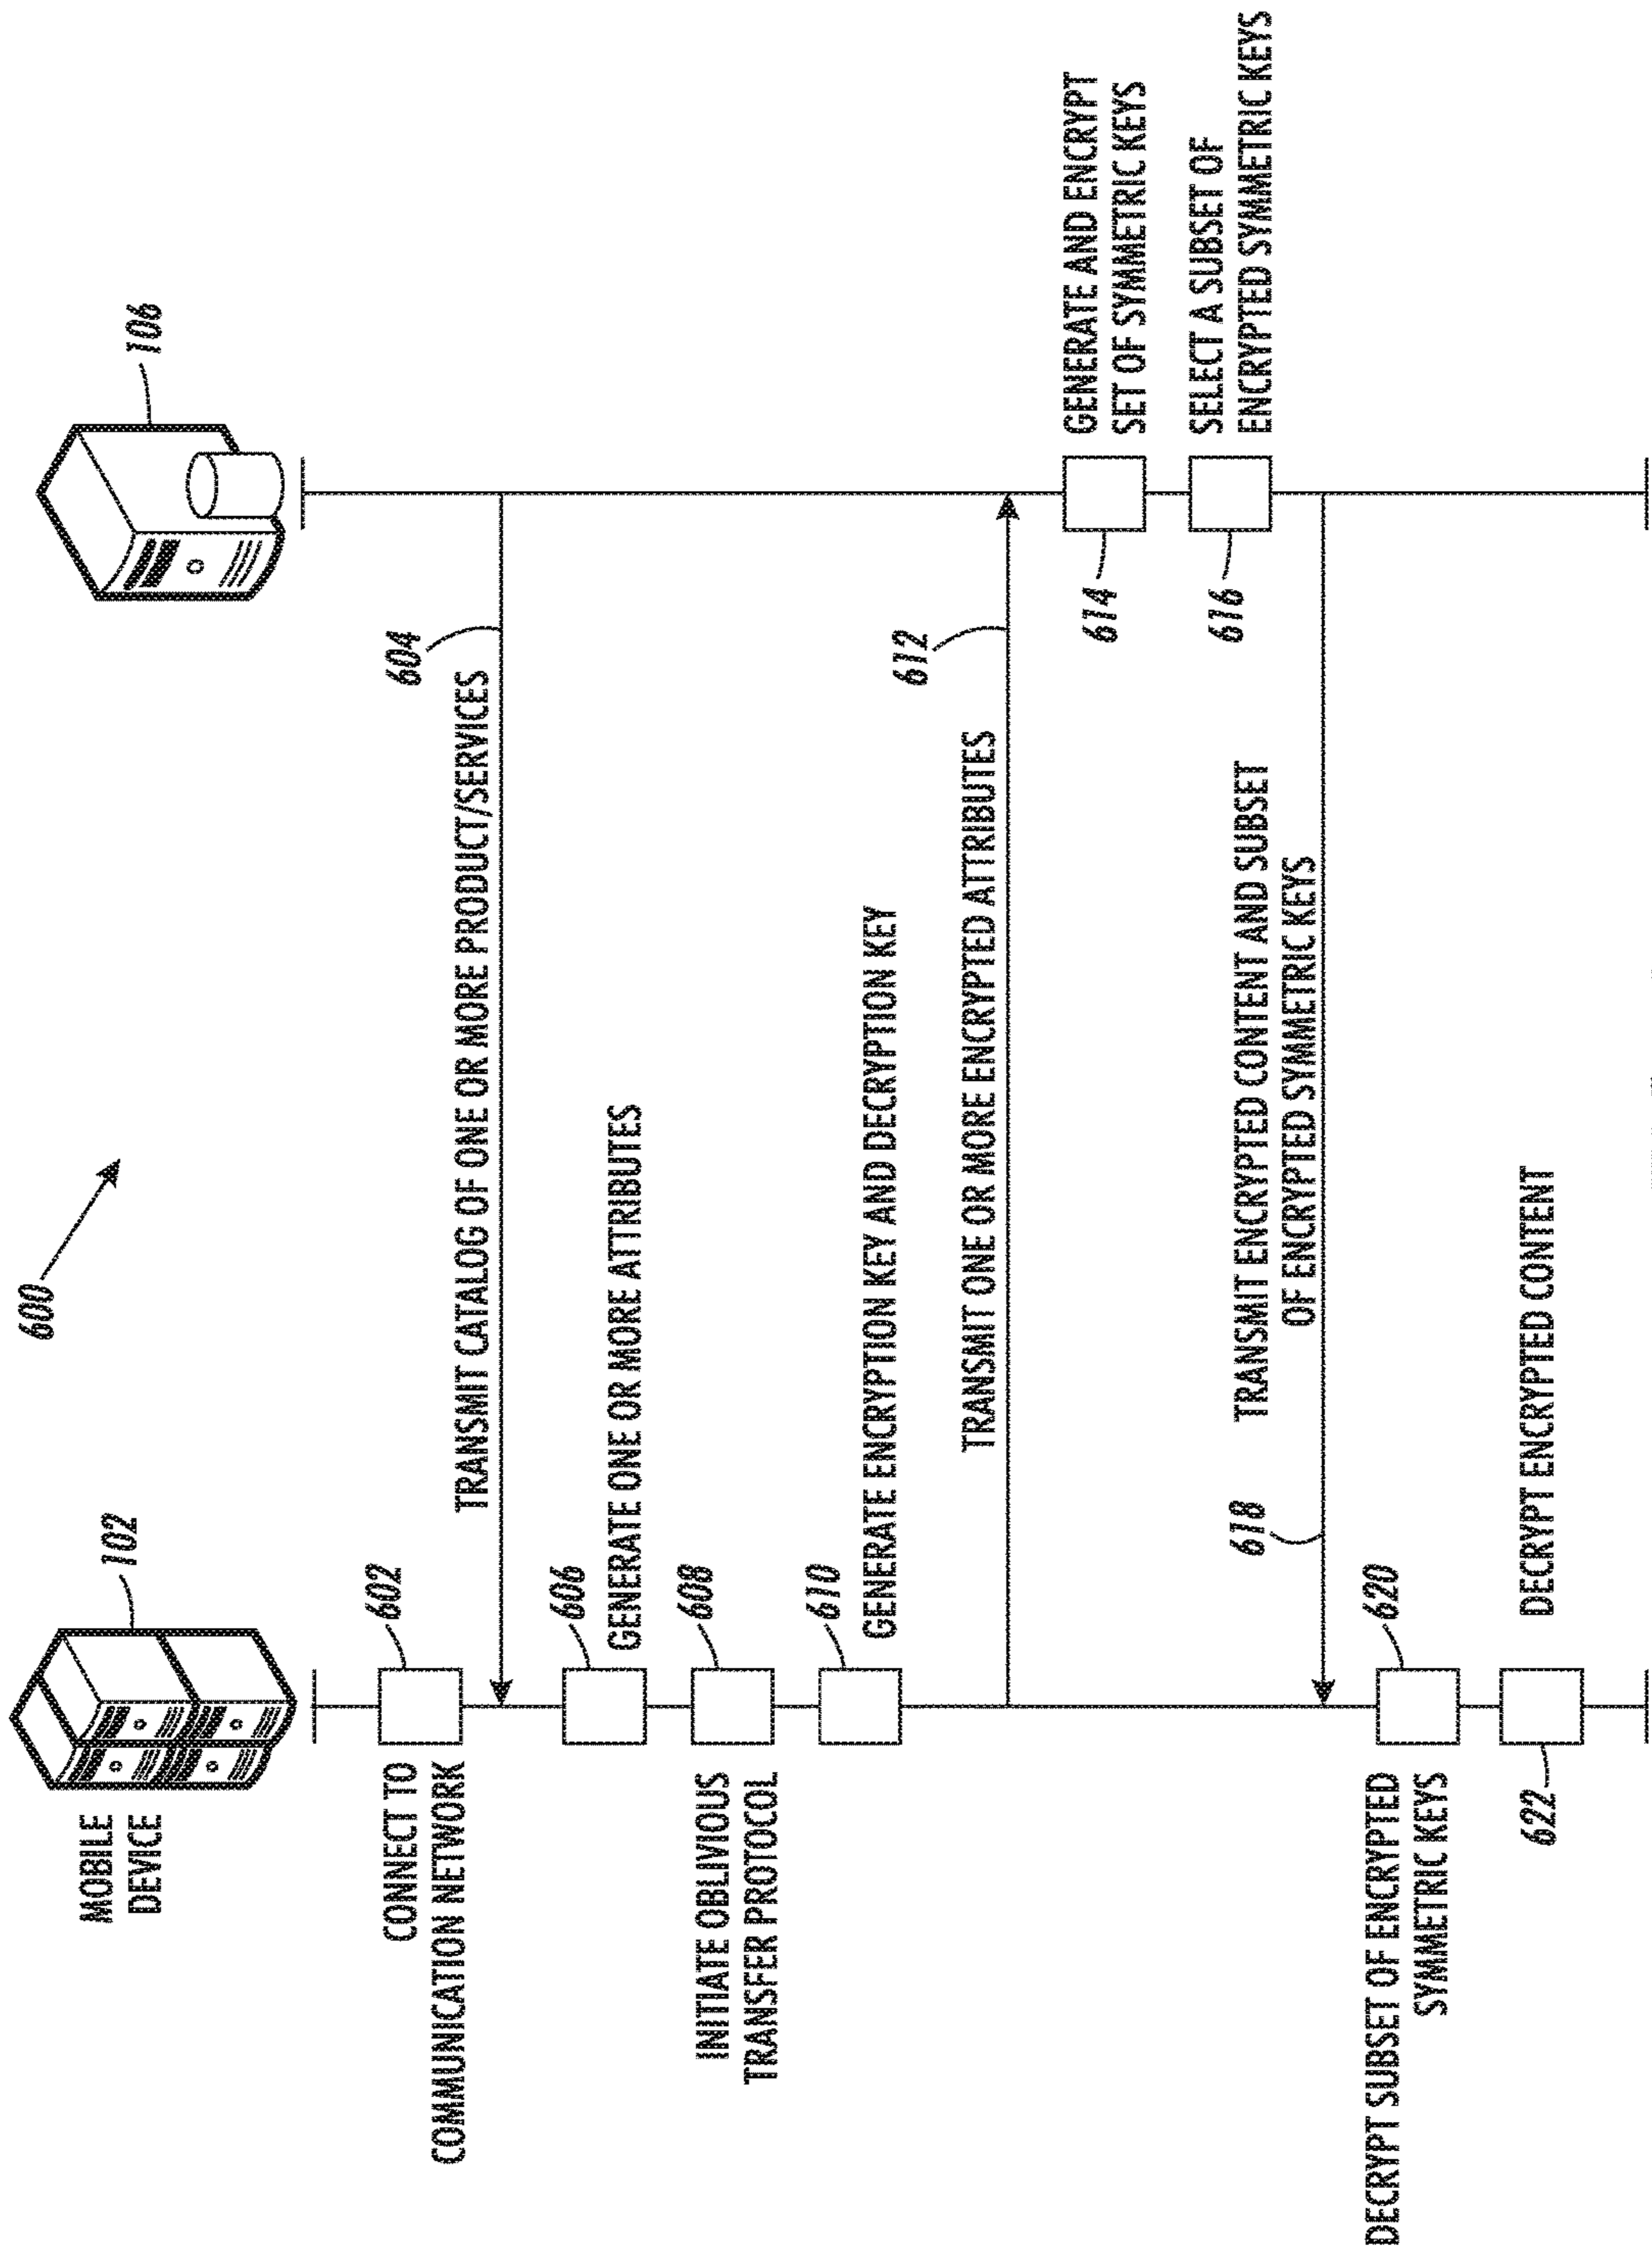 600
MOBILE
DEVICE
102
106
CONNECT TO
COMMUNICATION NETWORK
602
604
TRANSMIT CATALOG OF ONE OR MORE PRODUCT/SERVICES
606
GENERATE ONE OR MORE ATTRIBUTES
INITIATE OBLIVIOUS
TRANSFER PROTOCOL
608
610
GENERATE ENCRYPTION KEY AND DECRYPTION KEY
612
TRANSMIT ONE OR MORE ENCRYPTED ATTRIBUTES
614
GENERATE AND ENCRYPT
SET OF SYMMETRIC KEYS
616
SELECT A SUBSET OF
ENCRYPTED SYMMETRIC KEYS
618
TRANSMIT ENCRYPTED CONTENT AND SUBSET
OF ENCRYPTED SYMMETRIC KEYS
DECRYPT SUBSET OF ENCRYPTED
SYMMETRIC KEYS
620
622
DECRYPT ENCRYPTED CONTENT